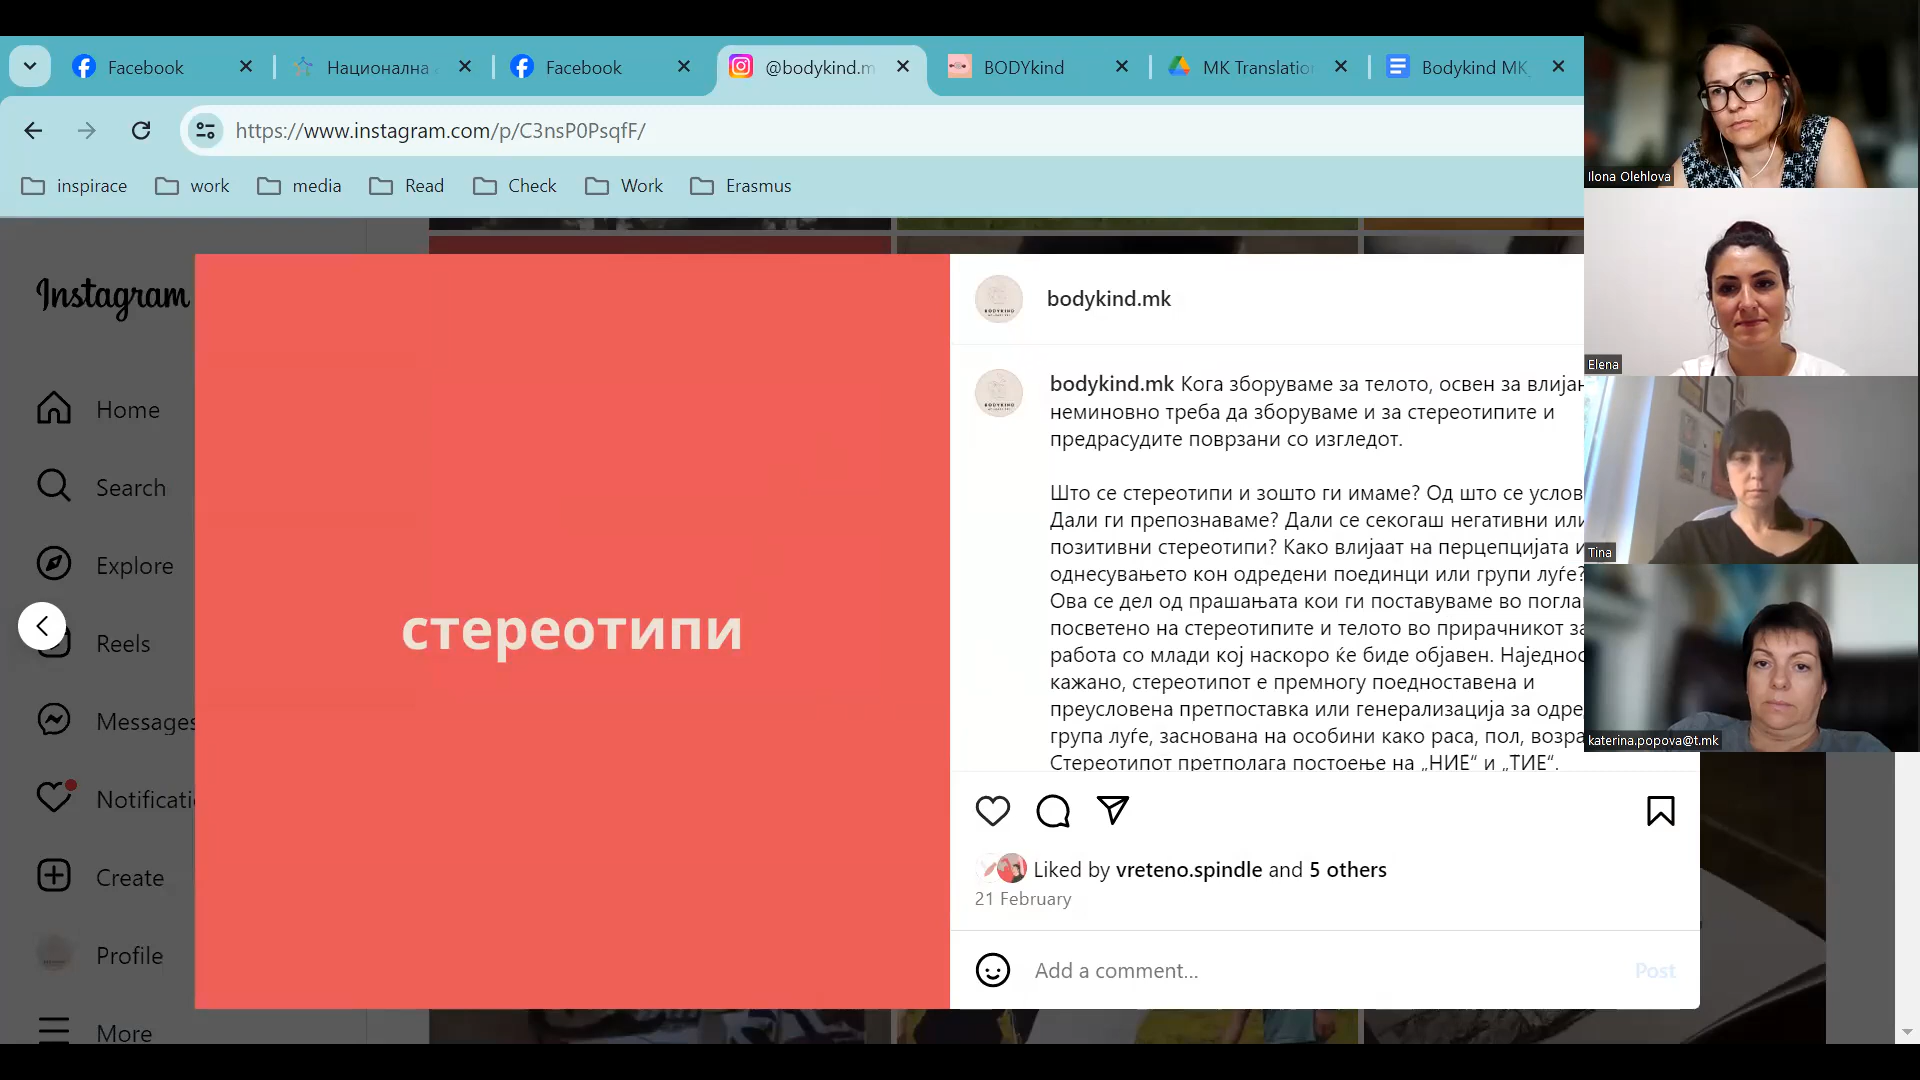 Facebook
Национална
Facebook
@bodykind.m
BODYkind
MK Translation
Bodykind MK_
https://www.instagram.com/p/C3nsP0PsqfF/
inspirace
work
media
Read
Check
Work
Erasmus
Instagram
Home
Search
Explore
Reels
Messages
Notificati
Create
Profile
More
стереотипи
bodykind.mk
bodykind.mk Кога зборуваме за телото, освен за влијан
неминовно треба да зборуваме и за стереотипите и
предрасудите поврзани со изгледот.
Што се стереотипи и зошто ги имаме? Од што се услов
Дали ги препознаваме? Дали се секогаш негативни или
позитивни стереотипи? Како влијаат на перцепцијата и
однесувањето кон одредени поединци или групи луѓе?
Ова се дел од прашањата кои ги поставуваме во погла
посветено на стереотипите и телото во прирачникот за
работа со млади кој наскоро ќе биде објавен. Наједнос
кажано, стереотипот е премногу поедноставена и
преусловена претпоставка или генерализација за одре
група луѓе, заснована на особини како раса, пол, возра
Стереотипот претполага постоење на „НИЕ“ и „ТИЕ“.
Liked by vreteno.spindle and 5 others
21 February
Add a comment...
Post
Ilona Olehlova
Elena
Tina
katerina.popova@t.mk